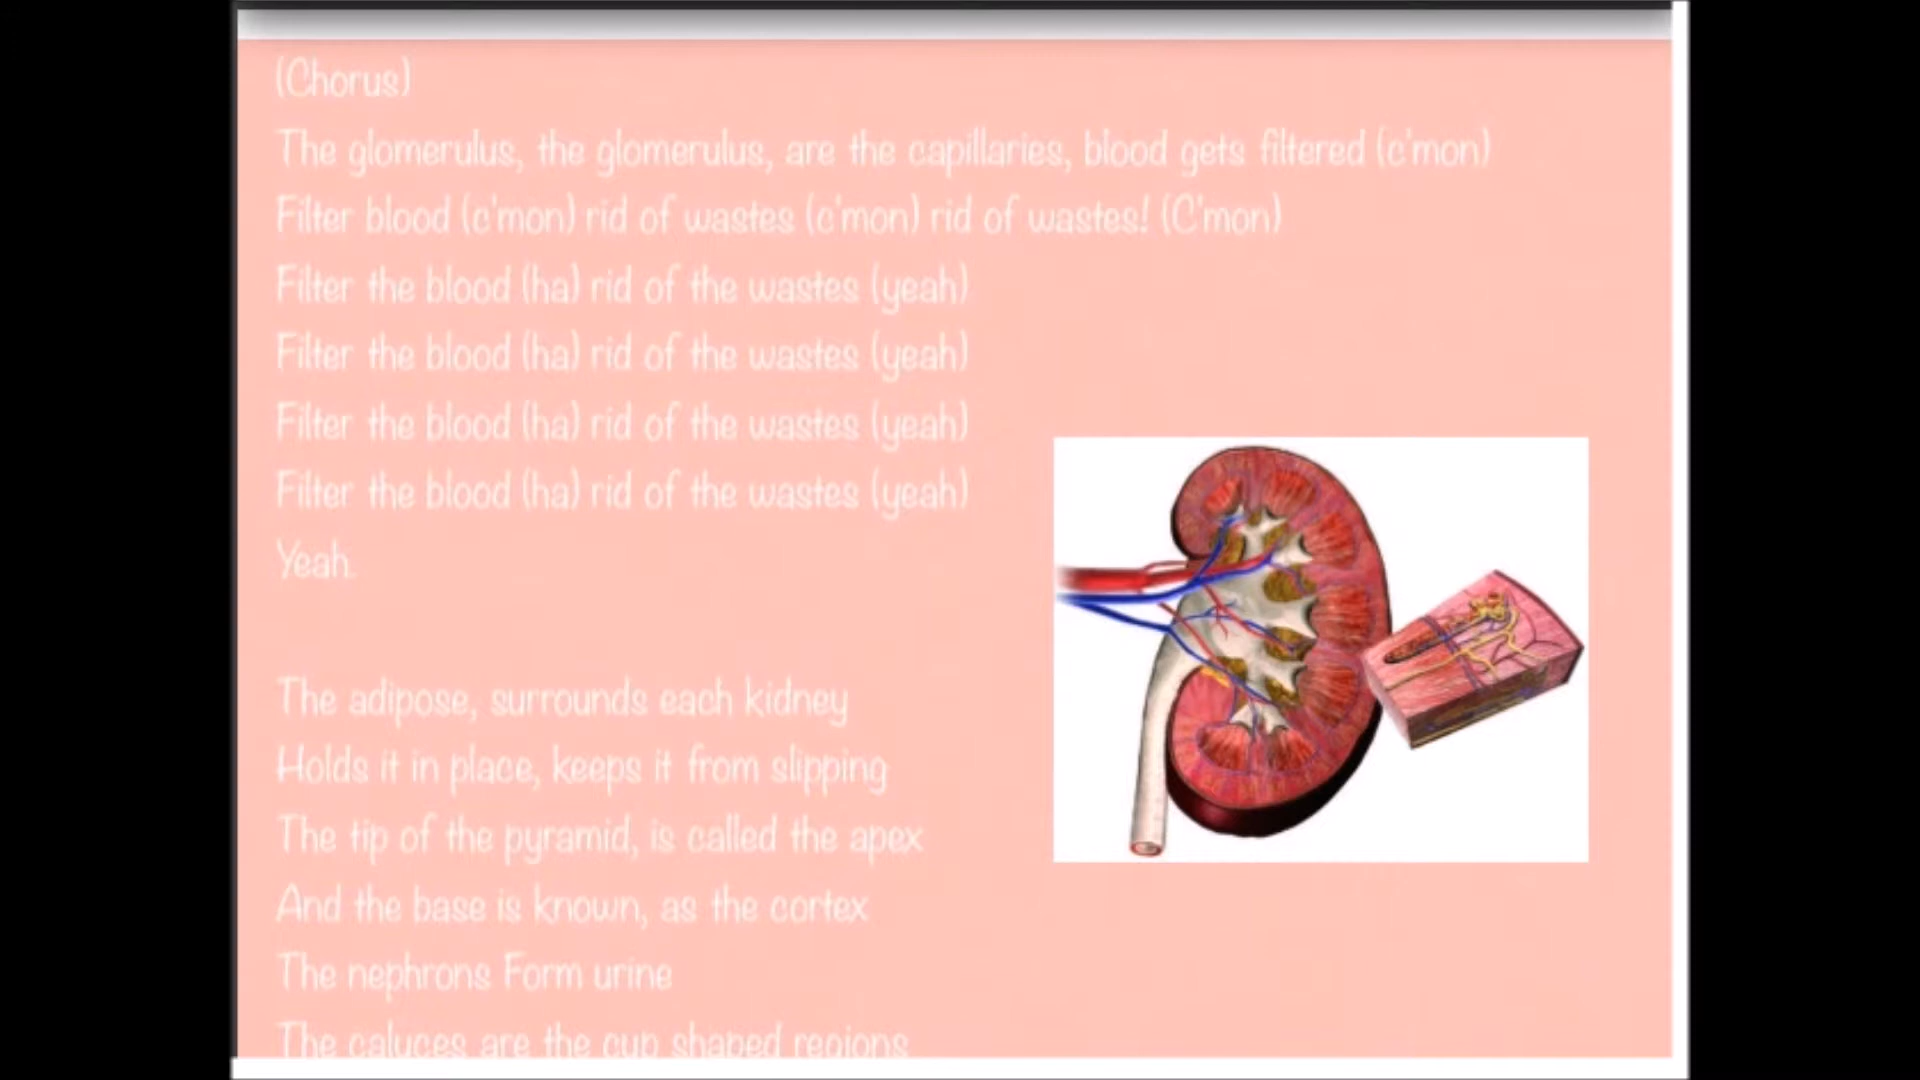 (Chorus)
The glomerulus, the glomerulus, are the capillaries, blood gets filtered (c'mon)
Filter blood (c'mon) rid of wastes (c'mon) rid of wastes! (C'mon)
Filter the blood (ha) rid of the wastes (yeah)
Filter the blood (ha) rid of the wastes (yeah)
Filter the blood (ha) rid of the wastes (yeah)
Filter the blood (ha) rid of the wastes (yeah)
Yeah.
The adipose, surrounds each kidney
Holds it in place, keeps it from slipping
The tip of the pyramid, is called the apex
And the base is known, as the cortex
The nephrons Form urine
The calyces are the cup shaped regions